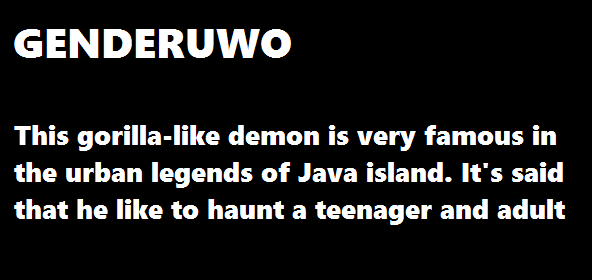 GENDERUWO
This gorilla-like demon is very famous in
the urban legends of Java island. It's said
that he like to haunt a teenager and adult